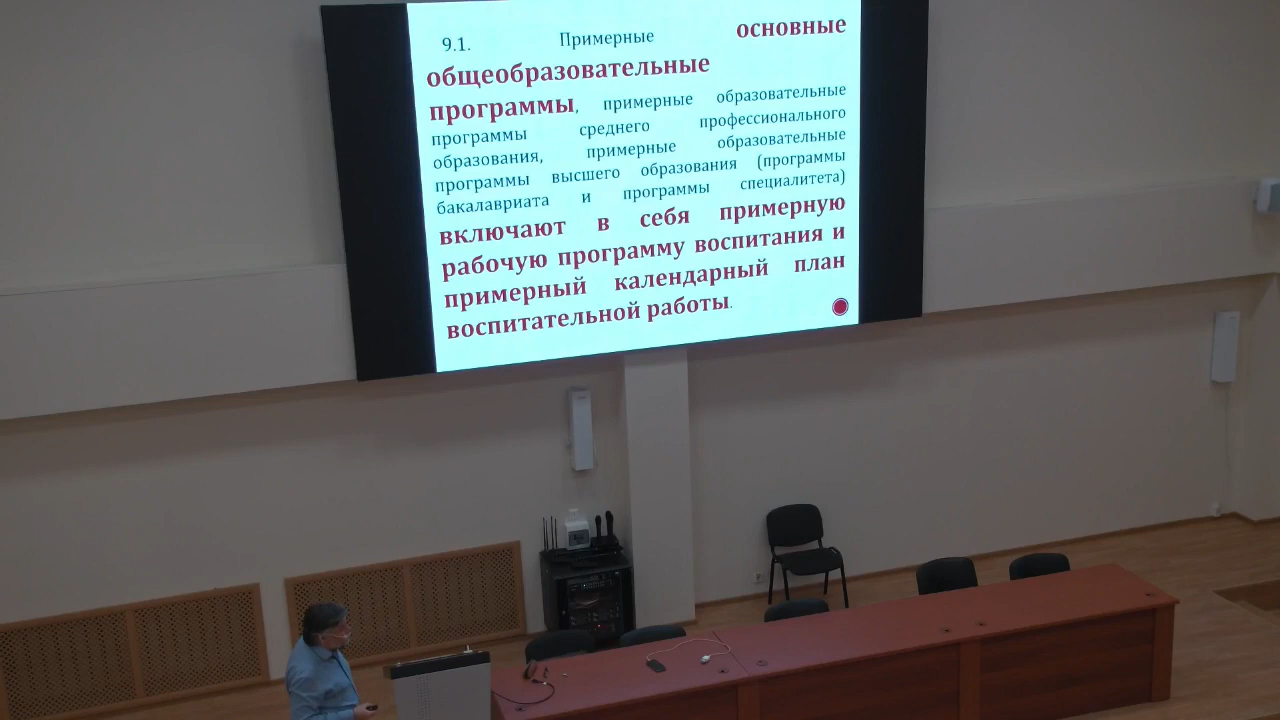 9.1. Примерные основные
общеобразовательные
программы, примерные образовательные
программы среднего профессионального
образования, примерные образовательные
программы высшего образования (программы
бакалавриата и программы специалитета)
включают в себя примерную
рабочую программу воспитания и
примерный календарный план
воспитательной работы.